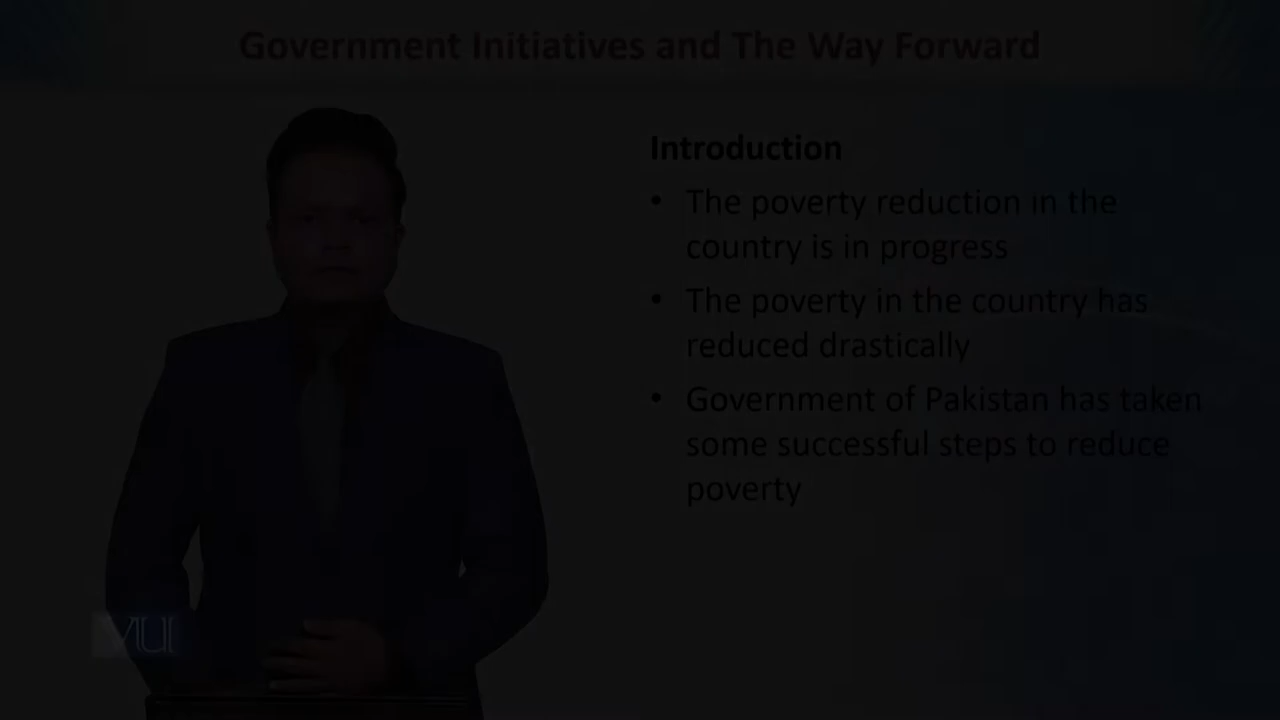 Government Initiatives and The Way Forward
Introduction
• The poverty reduction in the
country is in progress
• The poverty in the country has
reduced drastically
• Government of Pakistan has taken
some successful steps to reduce
poverty
VU